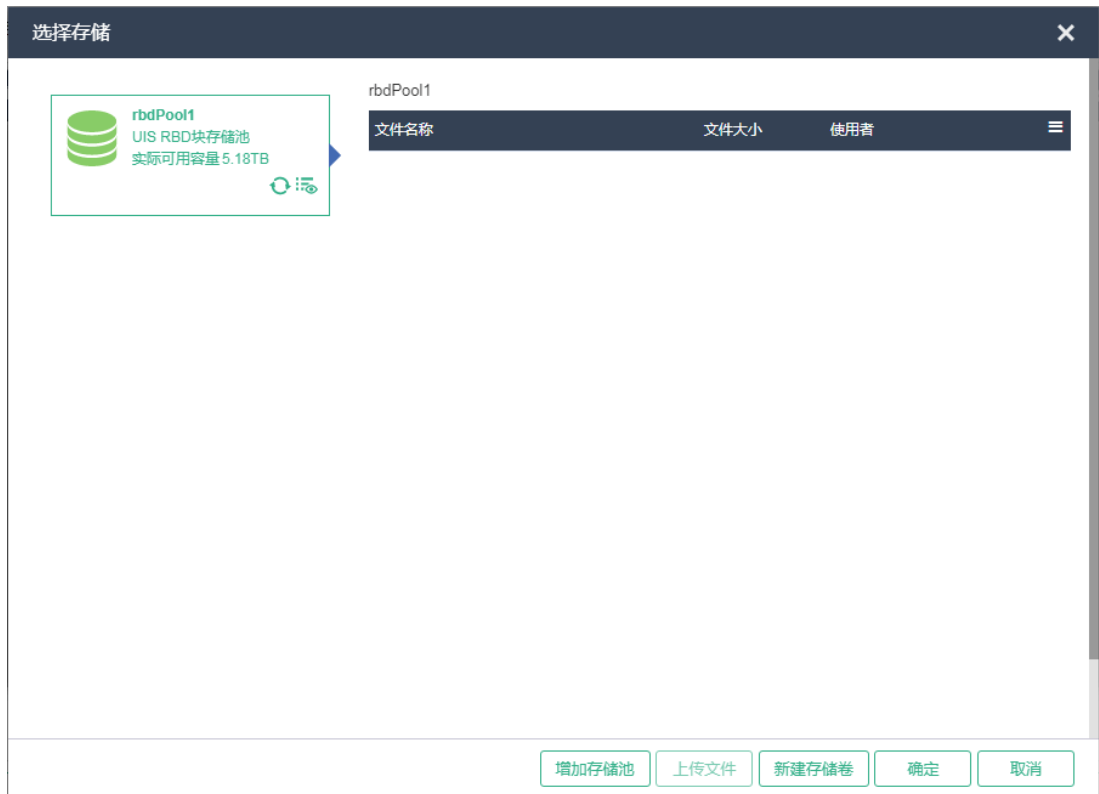 选择存储
rbdPool1
UIS RBD块存储池
实际可用容量5.18TB
rbdPool1
文件名称 文件大小 使用者
增加存储池 上传文件 新建存储卷 确定 取消